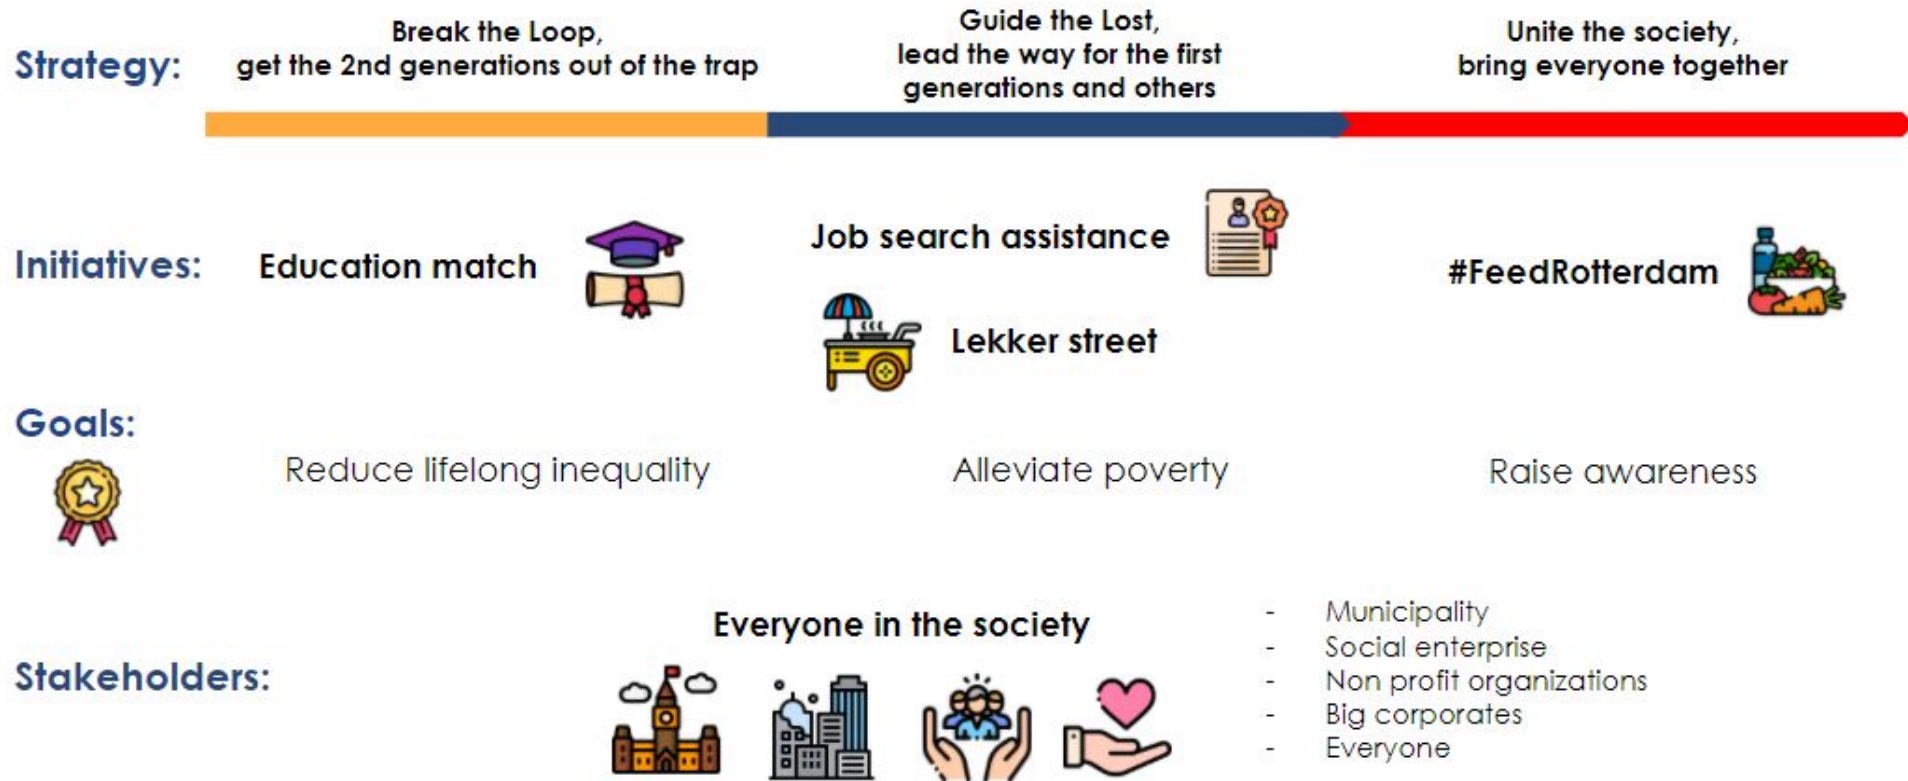 Strategy:
Break the Loop,
get the 2nd generations out of the trap
Guide the Lost,
lead the way for the first
generations and others
Unite the society,
bring everyone together
Initiatives:
Education match
Job search assistance
Lekker street
#FeedRotterdam
Goals:
Reduce lifelong inequality
Alleviate poverty
Raise awareness
Stakeholders:
Everyone in the society
- Municipality
- Social enterprise
- Non profit organizations
- Big corporates
- Everyone